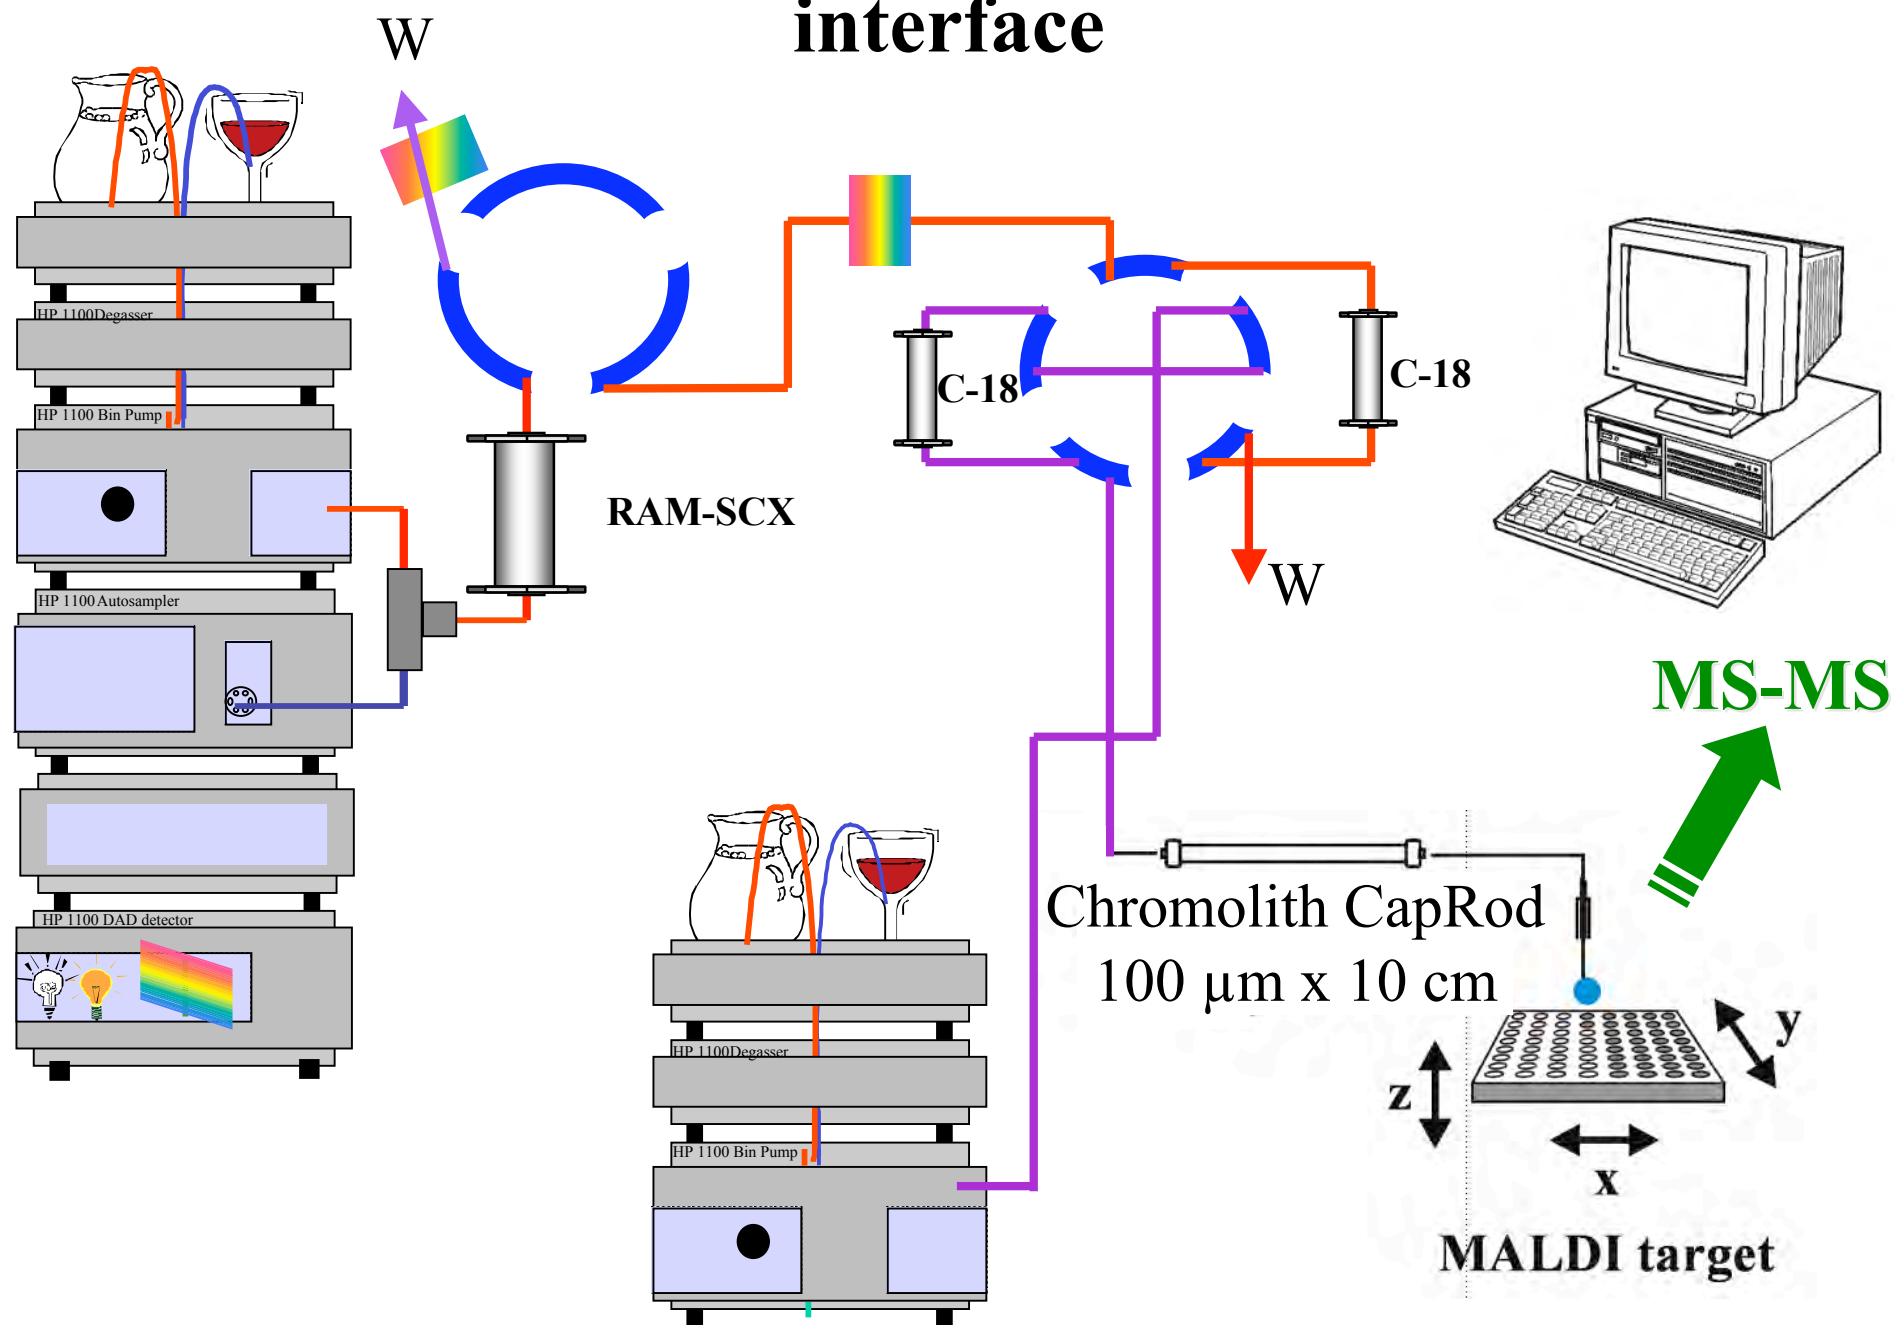 interface
W
HP 1100Degasser
HP 1100 Bin Pump
HP 1100 Autosampler
HP 1100 DAD detector
RAM-SCX
C-18
C-18
W
MS-MS
Chromolith CapRod
100 µm x 10 cm
HP 1100Degasser
HP 1100 Bin Pump
y
z
x
MALDI target